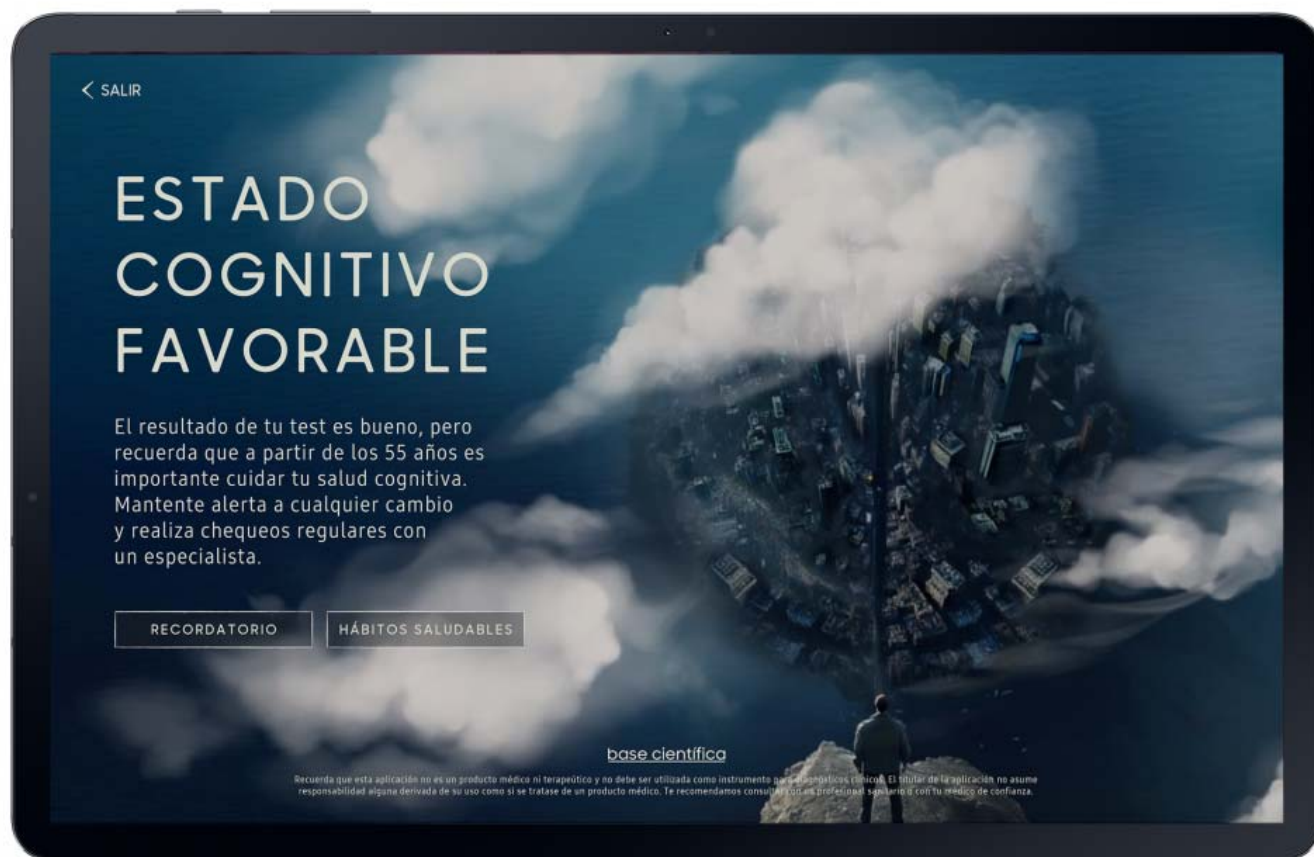 SALIR
ESTADO
COGNITIVO
FAVORABLE
El resultado de tu test es bueno, pero
recuerda que a partir de los 55 años es
importante cuidar tu salud cognitiva.
Mantente alerta a cualquier cambio
y realiza chequeos regulares con
un especialista.
RECORDATORIO
HÁBITOS SALUDABLES
base científica
Recuerda que esta aplicación no es un producto médico ni terapeútico y no debe ser utilizada como instrumento para diagnósticos clínicos. El titular de la aplicación no asume
responsabilidad alguna derivada de su uso como si se tratase de un producto médico. Te recomendamos consultar con un profesional sanitario o con tu médico de confianza.